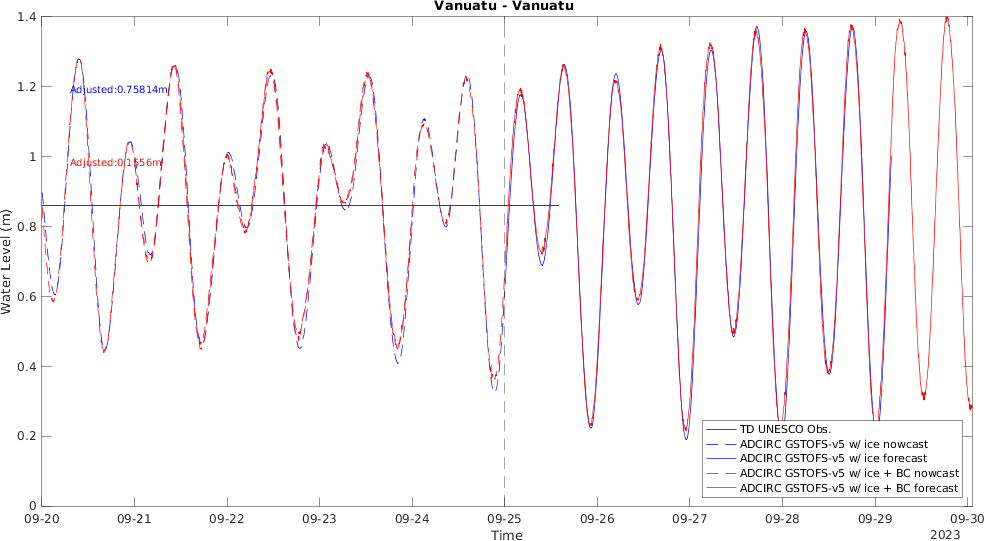 Vanuatu - Vanuatu
1.4
1.2
1
0.8
0.6
0.4
0.2
0
Water Level (m)
Adjusted:0.75814m
Adjusted:0.1556m
TD UNESCO Obs.
ADCIRC GSTOFS-v5 w/ ice nowcast
ADCIRC GSTOFS-v5 w/ ice forecast
ADCIRC GSTOFS-v5 w/ ice + BC nowcast
ADCIRC GSTOFS-v5 w/ ice + BC forecast
09-20 09-21 09-22 09-23 09-24 09-25 09-26 09-27 09-28 09-29 09-30
Time
2023